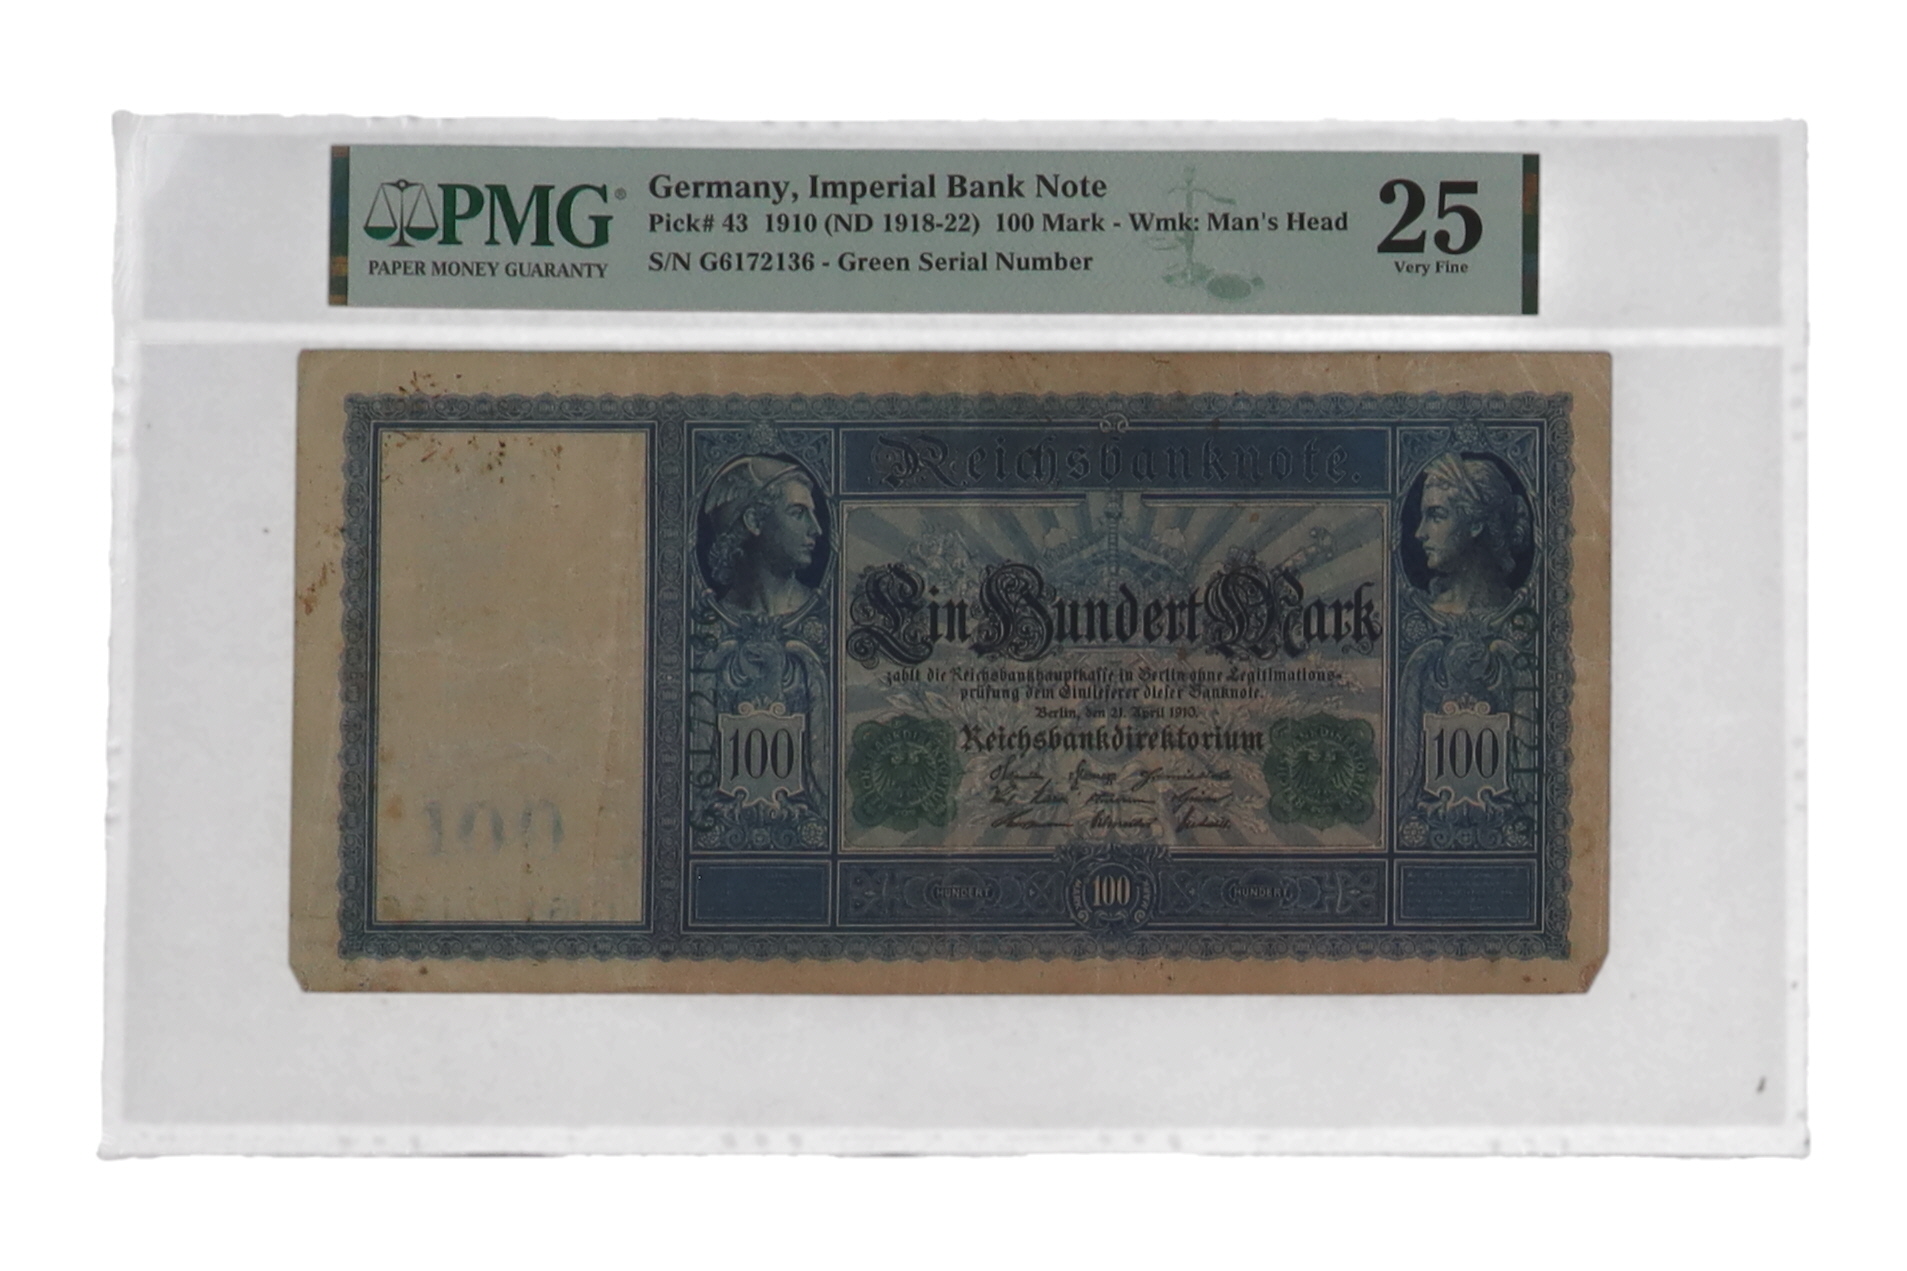 PMG®
PAPER MONEY GUARANTY
Germany, Imperial Bank Note
Pick# 43 1910 (ND 1918-22) 100 Mark - Wmk: Man's Head
S/N G6172136 - Green Serial Number
25
Very Fine
Reichsbanknote.
Ein Hundert Mark
zahlt die Reichsbankhauptkasse in Berlin ohne Legitimations-
prüfung dem Einlieferer dieser Banknote.
Berlin, den 21. April 1910.
Reichsbankdirektorium
100
100
HUNDERT
100
HUNDERT